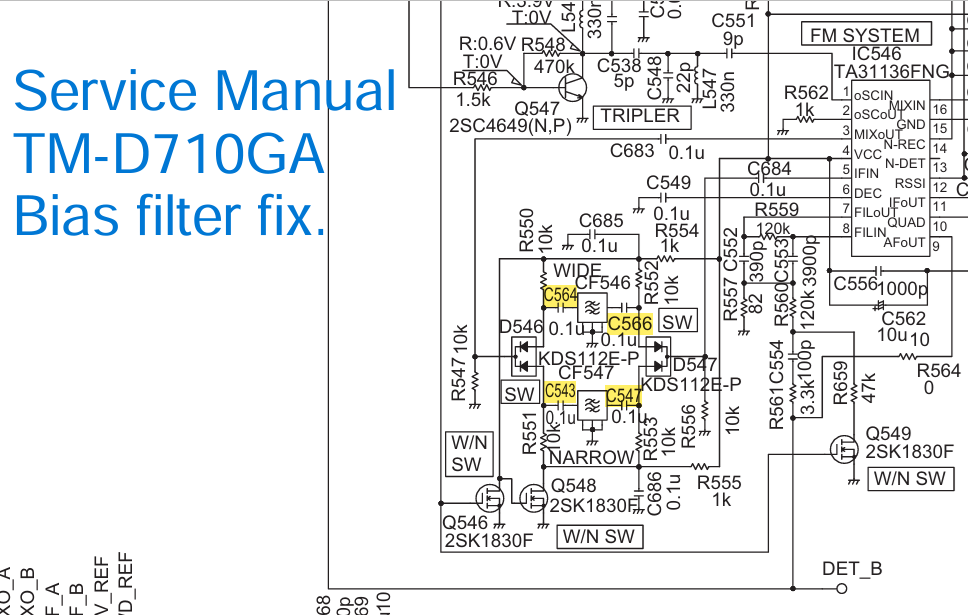 Service Manual
TM-D710GA
Bias filter fix.
T:0V
R:0.6V
T:0V
R546
1.5k
R548
470k
Q547
2SC4649(N,P)
330n
C538
5p
C548
22p
L547
330n
C551
9p
TRIPLER
C683
0.1u
FM SYSTEM
IC546
TA31136FNG
R562
1k
1 oSCIN
2 oSCoUT
3 MIXoUT
4 VCC
5 IFIN
6 DEC
7 FILoUT
8 FILIN
MIXIN 16
GND 15
N-REC 14
N-DET 13
RSSI 12
IFoUT 11
QUAD 10
AFoUT 9
C684
0.1u
C549
0.1u
R554
1k
R559
120k
C685
0.1u
R550
10k
WIDE
CF546
R552
10k
C564
0.1u
C566
0.1u
SW
C552
390p
C553
3900p
R557
82
R560
120k
C556
1000p
C562
10u10
D546
KDS112E-P
CF547
D547
KDS112E-P
R547
10k
SW
C543
0.1u
C547
0.1u
R551
10k
R553
10k
R556
10k
NARROW
C554
100p
R561
3.3k
R659
47k
R564
0
W/N
SW
Q546
2SK1830F
Q548
2SK1830F
W/N SW
C686
0.1u
R555
1k
Q549
2SK1830F
W/N SW
DET_B
XO_A
XO_B
F_A
F_B
V_REF
VD_REF
68
0p
69
u10